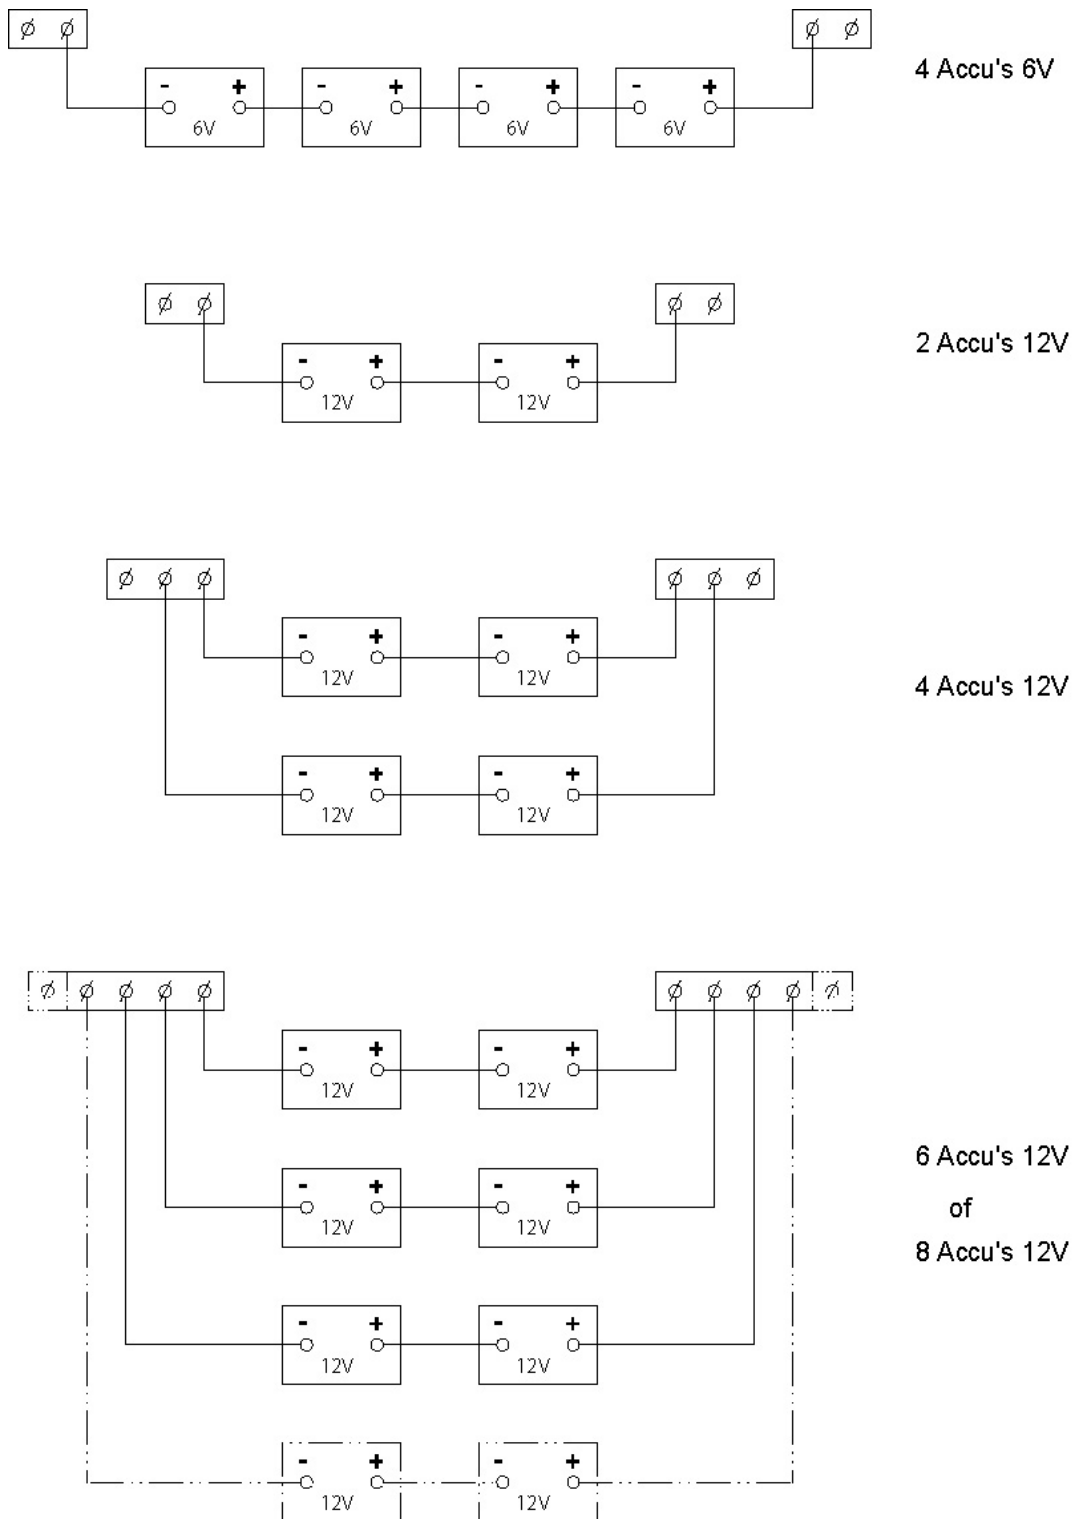 - + - + - + - +
4 Accu's 6V
6V 6V 6V 6V
2 Accu's 12V
- + - +
12V 12V
- + - +
12V 12V
4 Accu's 12V
- + - +
12V 12V
- + - +
12V 12V
6 Accu's 12V
- + - +
of
12V 12V
8 Accu's 12V
- + - +
12V 12V
- + - +
12V 12V